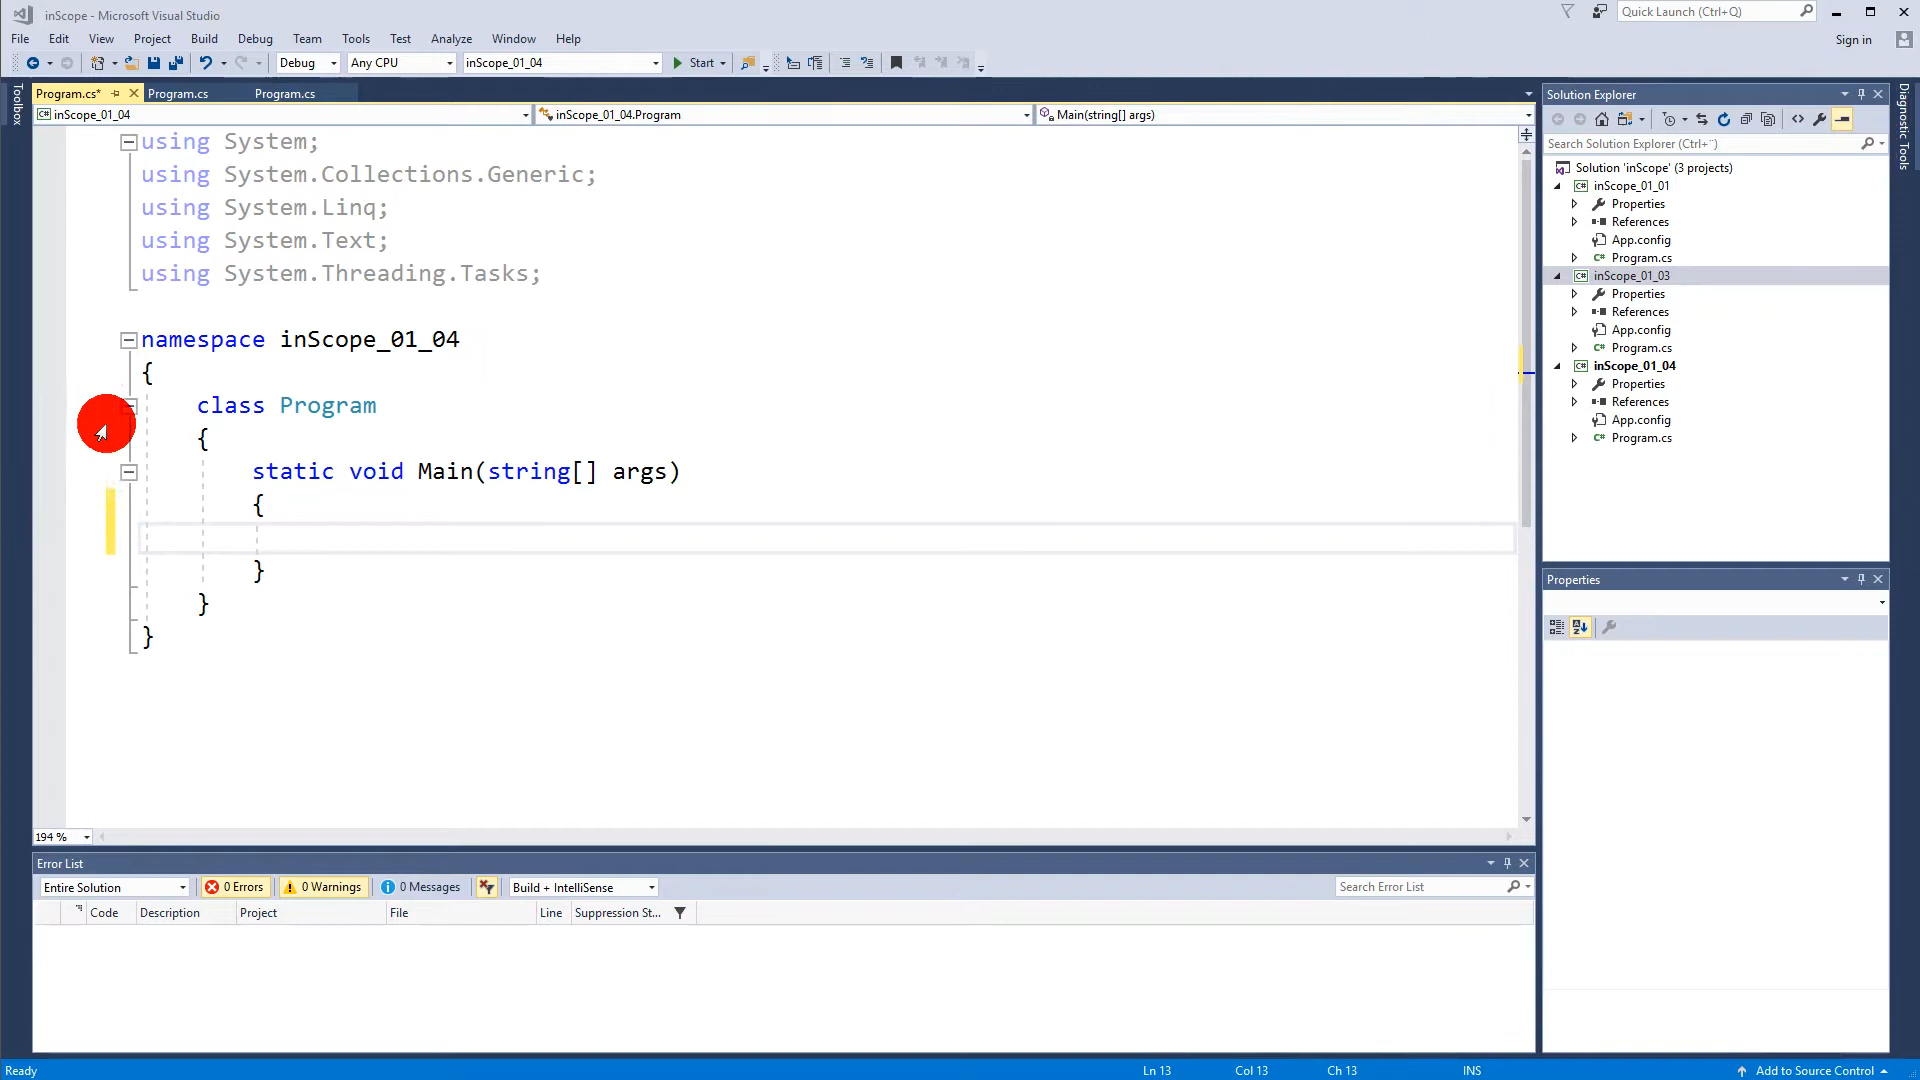 inScope - Microsoft Visual Studio
Quick Launch (Ctrl+Q)
File Edit View Project Build Debug Team Tools Test Analyze Window Help
Sign in
Debug Any CPU inScope_01_04 Start
Toolbox
Program.cs* Program.cs Program.cs
inScope_01_04 inScope_01_04.Program Main(string[] args)
using System;
using System.Collections.Generic;
using System.Linq;
using System.Text;
using System.Threading.Tasks;
namespace inScope_01_04
{
class Program
{
static void Main(string[] args)
{
}
}
}
194 %
Solution Explorer
Search Solution Explorer (Ctrl+¨)
Solution 'inScope' (3 projects)
inScope_01_01
Properties
References
App.config
Program.cs
inScope_01_03
Properties
References
App.config
Program.cs
inScope_01_04
Properties
References
App.config
Program.cs
Diagnostic Tools
Properties
Error List
Entire Solution 0 Errors 0 Warnings 0 Messages Build + IntelliSense Search Error List
Code Description Project File Line Suppression St...
Ready Ln 13 Col 13 Ch 13 INS Add to Source Control